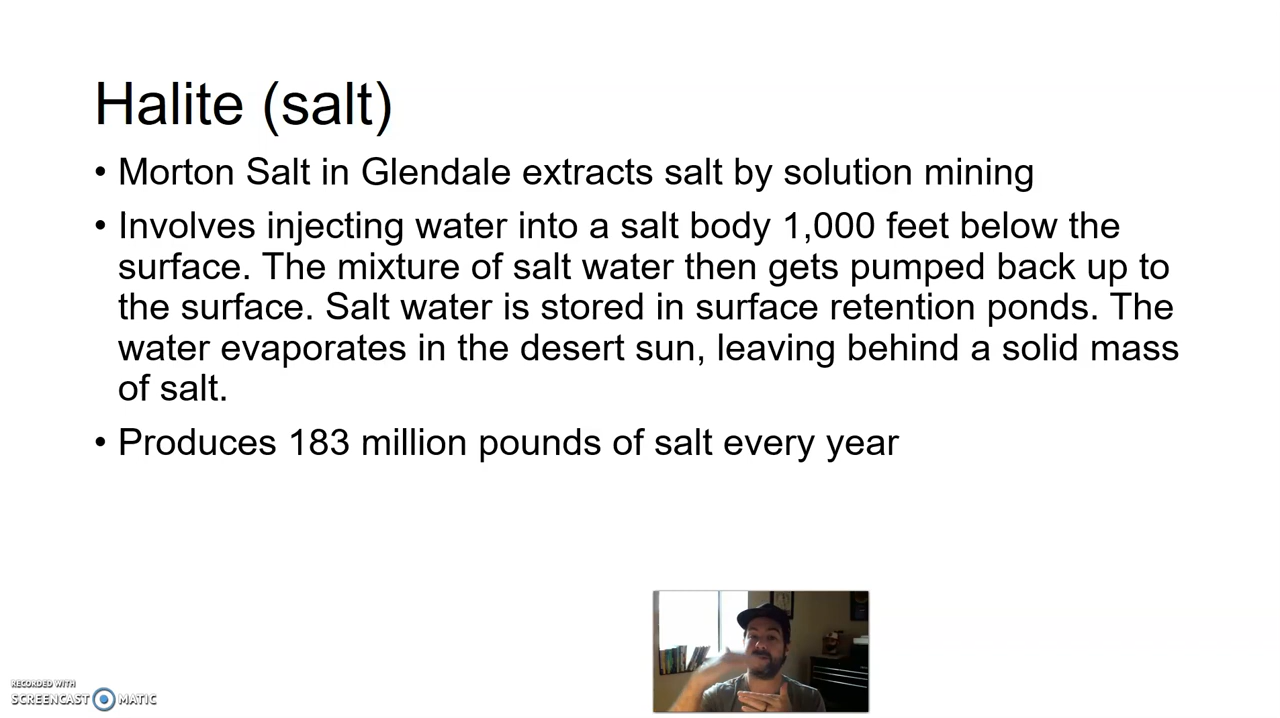 Halite (salt)
• Morton Salt in Glendale extracts salt by solution mining
• Involves injecting water into a salt body 1,000 feet below the
surface. The mixture of salt water then gets pumped back up to
the surface. Salt water is stored in surface retention ponds. The
water evaporates in the desert sun, leaving behind a solid mass
of salt.
• Produces 183 million pounds of salt every year
RECORDED WITH
SCREENCAST MATIC